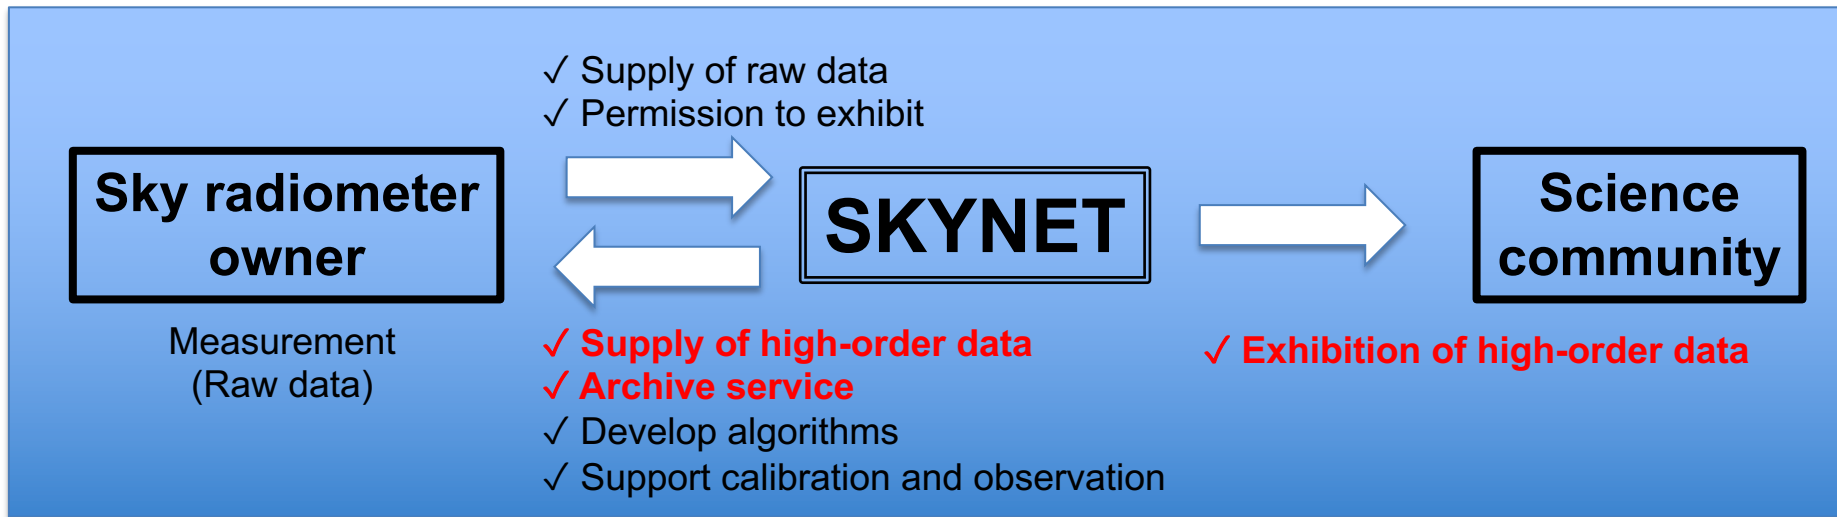 ✓ Supply of raw data
✓ Permission to exhibit
Sky radiometer
owner
SKYNET
Science
community
Measurement
(Raw data)
✓ Supply of high-order data
✓ Archive service
✓ Develop algorithms
✓ Support calibration and observation
✓ Exhibition of high-order data